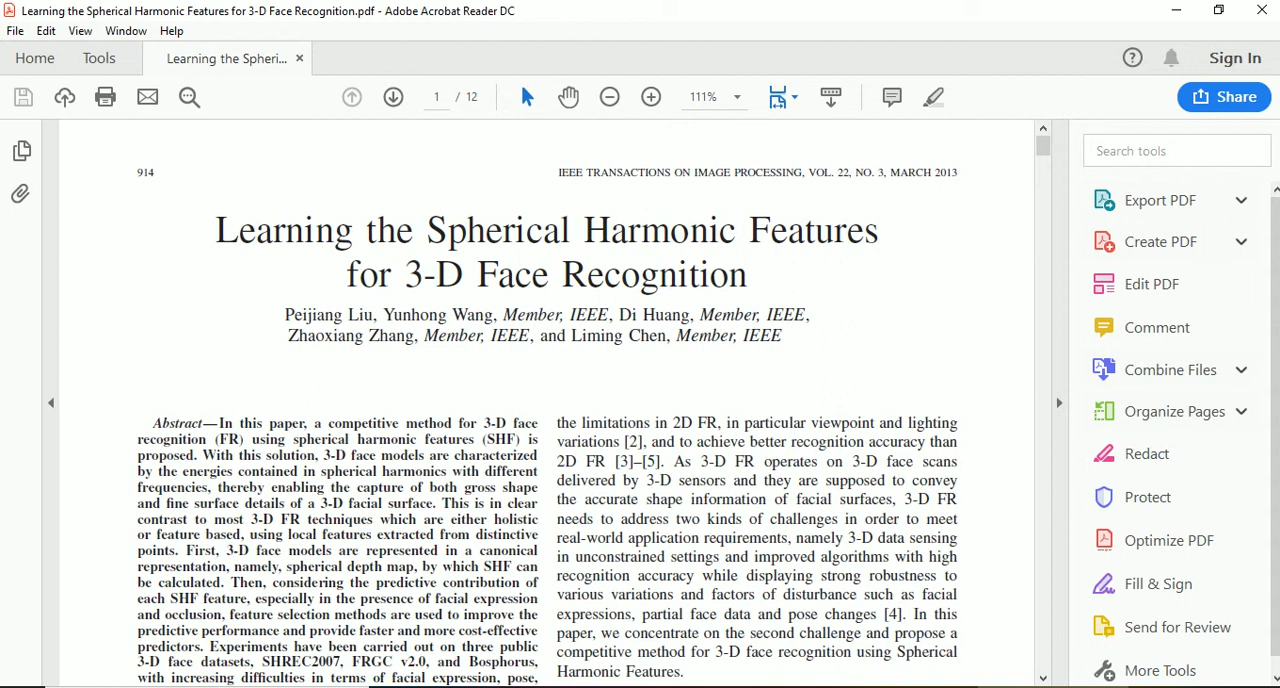 Learning the Spherical Harmonic Features for 3-D Face Recognition.pdf - Adobe Acrobat Reader DC
File Edit View Window Help
Home Tools Learning the Spheri... × Sign In
1 / 12 111% Share
914 IEEE TRANSACTIONS ON IMAGE PROCESSING, VOL. 22, NO. 3, MARCH 2013
Learning the Spherical Harmonic Features
for 3-D Face Recognition
Peijiang Liu, Yunhong Wang, Member, IEEE, Di Huang, Member, IEEE,
Zhaoxiang Zhang, Member, IEEE, and Liming Chen, Member, IEEE
Abstract—In this paper, a competitive method for 3-D face
recognition (FR) using spherical harmonic features (SHF) is
proposed. With this solution, 3-D face models are characterized
by the energies contained in spherical harmonics with different
frequencies, thereby enabling the capture of both gross shape
and fine surface details of a 3-D facial surface. This is in clear
contrast to most 3-D FR techniques which are either holistic
or feature based, using local features extracted from distinctive
points. First, 3-D face models are represented in a canonical
representation, namely, spherical depth map, by which SHF can
be calculated. Then, considering the predictive contribution of
each SHF feature, especially in the presence of facial expression
and occlusion, feature selection methods are used to improve the
predictive performance and provide faster and more cost-effective
predictors. Experiments have been carried out on three public
3-D face datasets, SHREC2007, FRGC v2.0, and Bosphorus,
with increasing difficulties in terms of facial expression, pose,
the limitations in 2D FR, in particular viewpoint and lighting
variations [2], and to achieve better recognition accuracy than
2D FR [3]–[5]. As 3-D FR operates on 3-D face scans
delivered by 3-D sensors and they are supposed to convey
the accurate shape information of facial surfaces, 3-D FR
needs to address two kinds of challenges in order to meet
real-world application requirements, namely 3-D data sensing
in unconstrained settings and improved algorithms with high
recognition accuracy while displaying strong robustness to
various variations and factors of disturbance such as facial
expressions, partial face data and pose changes [4]. In this
paper, we concentrate on the second challenge and propose a
competitive method for 3-D face recognition using Spherical
Harmonic Features.
Search tools
Export PDF
Create PDF
Edit PDF
Comment
Combine Files
Organize Pages
Redact
Protect
Optimize PDF
Fill & Sign
Send for Review
More Tools